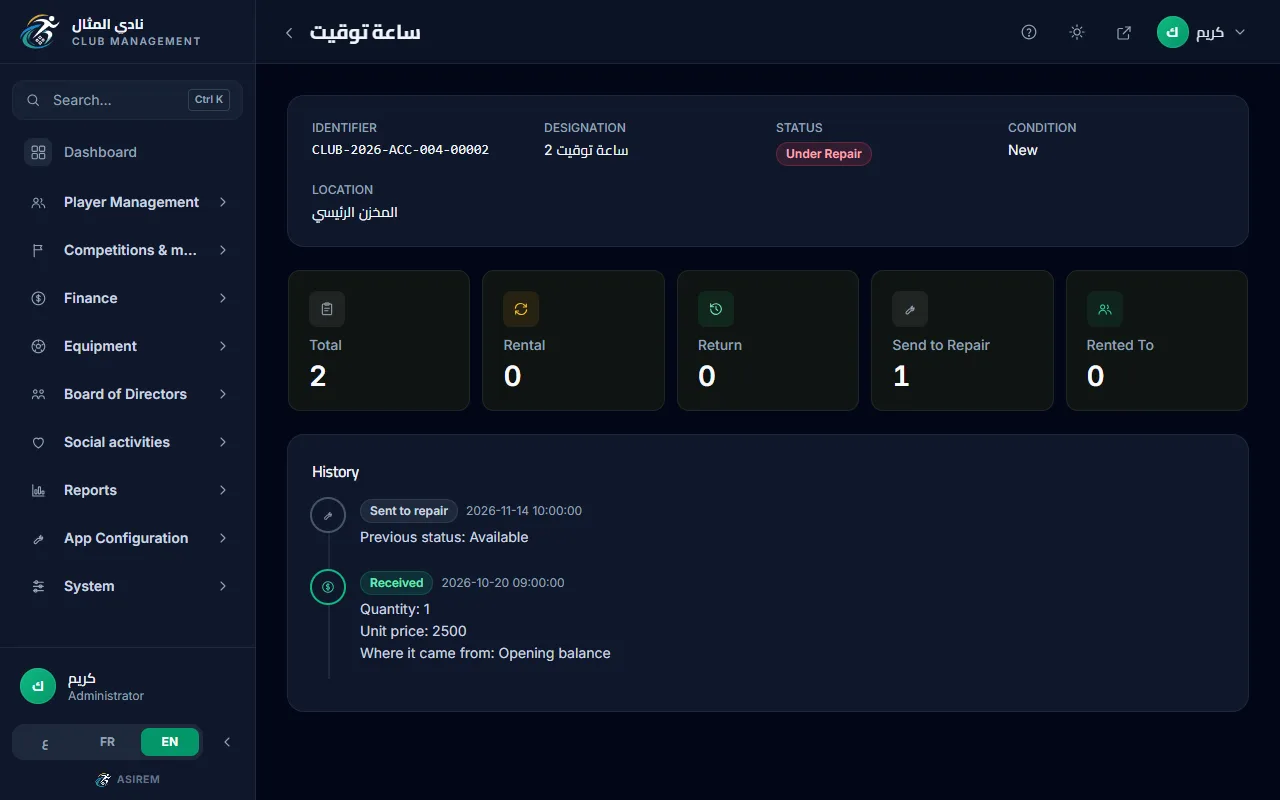 نادي المثال
CLUB MANAGEMENT
ساعة توقيت
ك
كريم
Search...
Ctrl K
Dashboard
Player Management
Competitions & m...
Finance
Equipment
Board of Directors
Social activities
Reports
App Configuration
System
ك
كريم
Administrator
ع
FR
EN
ASIREM
IDENTIFIER
CLUB-2026-ACC-004-00002
DESIGNATION
ساعة توقيت 2
STATUS
Under Repair
CONDITION
New
LOCATION
المخزن الرئيسي
Total
2
Rental
0
Return
0
Send to Repair
1
Rented To
0
History
Sent to repair 2026-11-14 10:00:00
Previous status: Available
Received 2026-10-20 09:00:00
Quantity: 1
Unit price: 2500
Where it came from: Opening balance